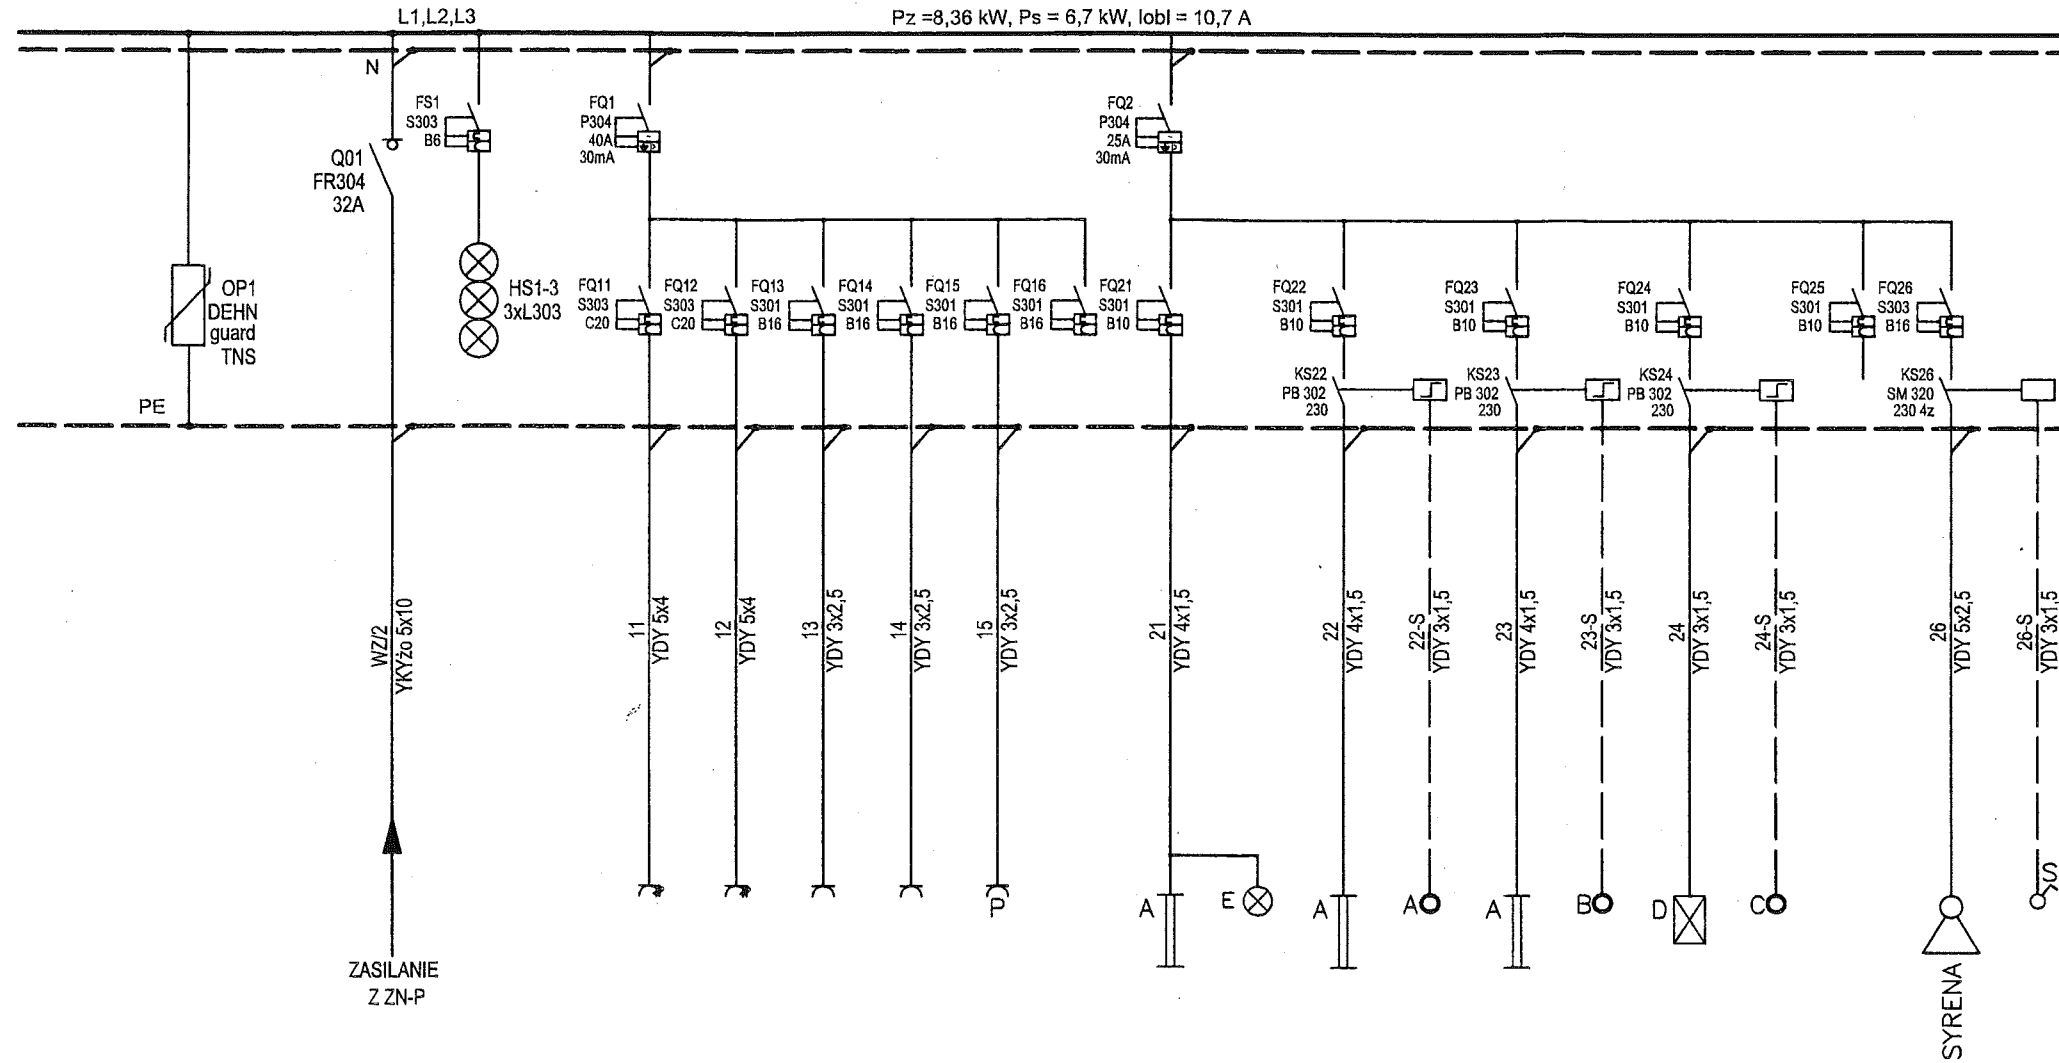 L1,L2,L3
Pz =8,36 kW, Ps = 6,7 kW, Iobl = 10,7 A
N
FS1
S303
B6
FQ1
P304
40A
30mA
FQ2
P304
25A
30mA
Q01
FR304
32A
OP1
DEHN
guard
TNS
HS1-3
3xL303
FQ11
S303
C20
FQ12
S303
C20
FQ13
S301
B16
FQ14
S301
B16
FQ15
S301
B16
FQ16
S301
B16
FQ21
S301
B10
FQ22
S301
B10
FQ23
S301
B10
FQ24
S301
B10
FQ25
S301
B10
FQ26
S303
B16
KS22
PB 302
230
KS23
PB 302
230
KS24
PB 302
230
KS26
SM 320
230 4z
PE
WZ/2
YKYżo 5x10
11
YDY 5x4
12
YDY 5x4
13
YDY 3x2,5
14
YDY 3x2,5
15
YDY 3x2,5
21
YDY 4x1,5
22
YDY 4x1,5
22-S
YDY 3x1,5
23
YDY 4x1,5
23-S
YDY 3x1,5
24
YDY 3x1,5
24-S
YDY 3x1,5
26
YDY 5x2,5
26-S
YDY 3x1,5
P
A
E
A
A
A
B
D
C
S
ZASILANIE
Z ZN-P
SYRENA